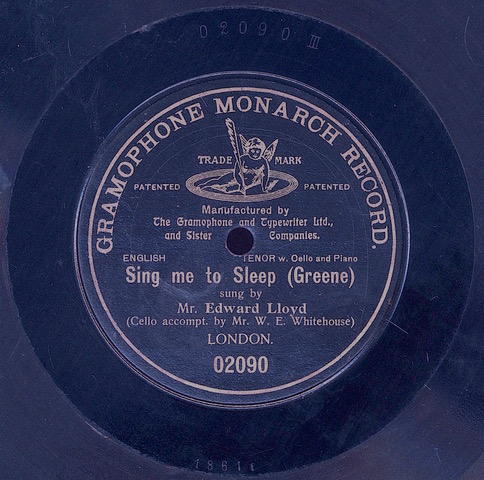 02090 III
GRAMOPHONE MONARCH RECORD.
TRADE MARK
PATENTED PATENTED
Manufactured by
The Gramophone and Typewriter Ltd.,
and Sister Companies.
ENGLISH TENOR w. Cello and Piano
Sing me to Sleep (Greene)
sung by
Mr. Edward Lloyd
(Cello accompt. by Mr. W. E. Whitehouse)
LONDON.
02090